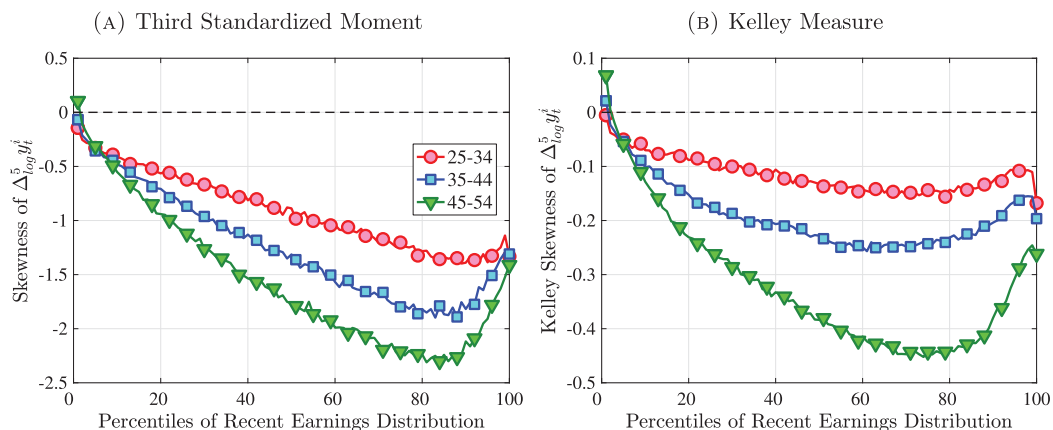 (A) Third Standardized Moment
(B) Kelley Measure
0.5
0
-0.5
-1
-1.5
-2
-2.5
0 20 40 60 80 100
Skewness of Δ⁵log yⁱt
Percentiles of Recent Earnings Distribution
25-34
35-44
45-54
0.1
0
-0.1
-0.2
-0.3
-0.4
-0.5
0 20 40 60 80 100
Kelley Skewness of Δ⁵log yⁱt
Percentiles of Recent Earnings Distribution